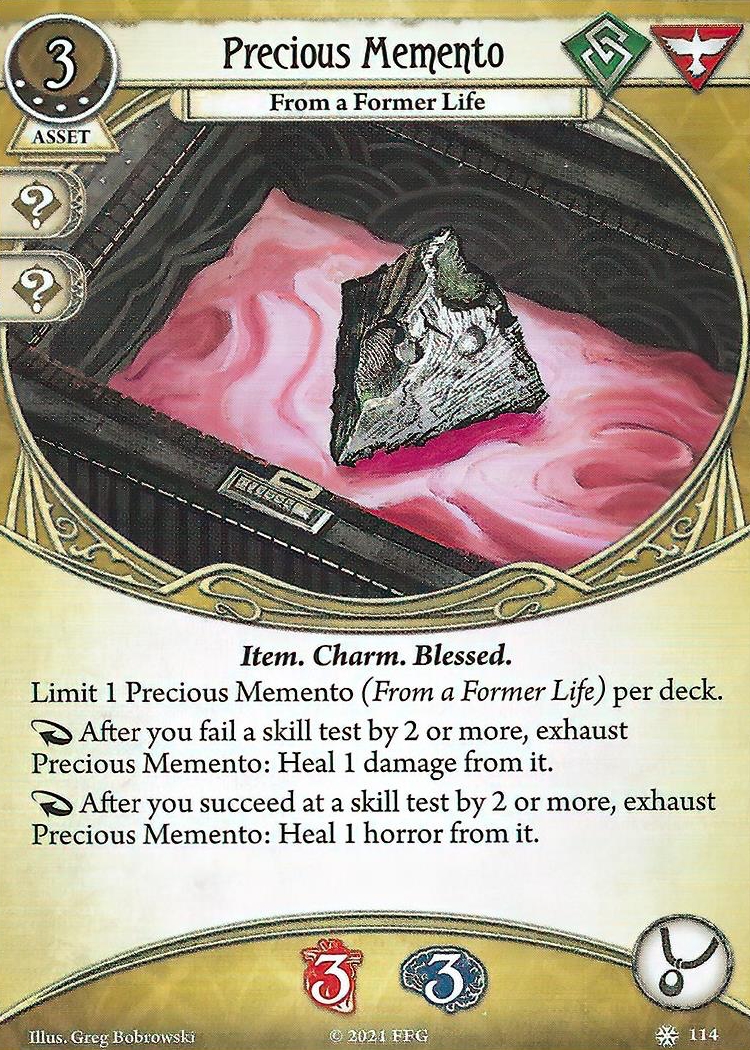 3
Precious Memento
ASSET
From a Former Life
?
?
Item. Charm. Blessed.
Limit 1 Precious Memento (From a Former Life) per deck.
After you fail a skill test by 2 or more, exhaust
Precious Memento: Heal 1 damage from it.
After you succeed at a skill test by 2 or more, exhaust
Precious Memento: Heal 1 horror from it.
3 3
Illus. Greg Bobrowski © 2021 FFG 114